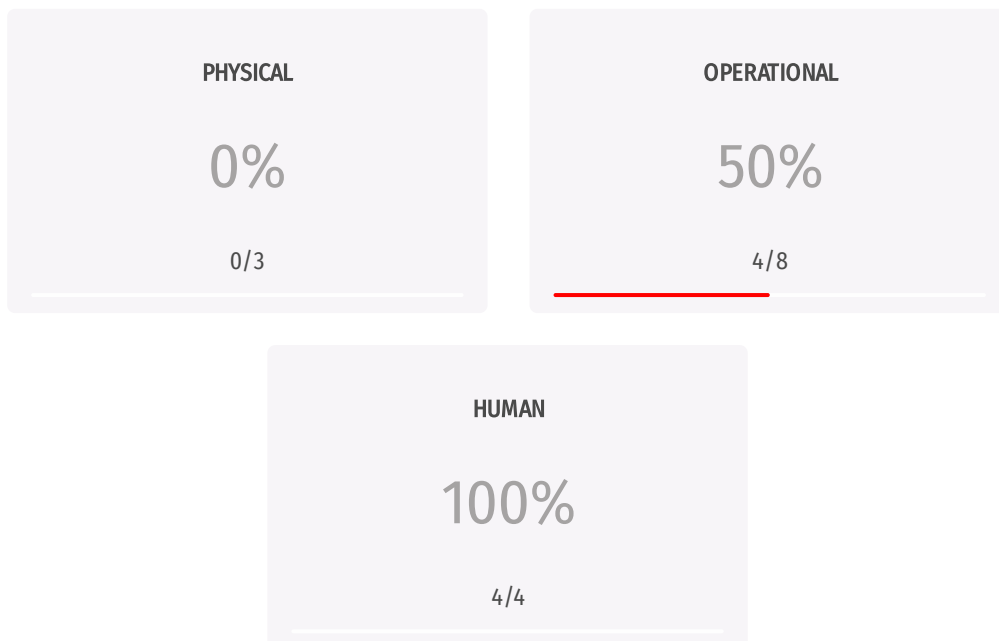 PHYSICAL
0%
0/3
OPERATIONAL
50%
4/8
HUMAN
100%
4/4